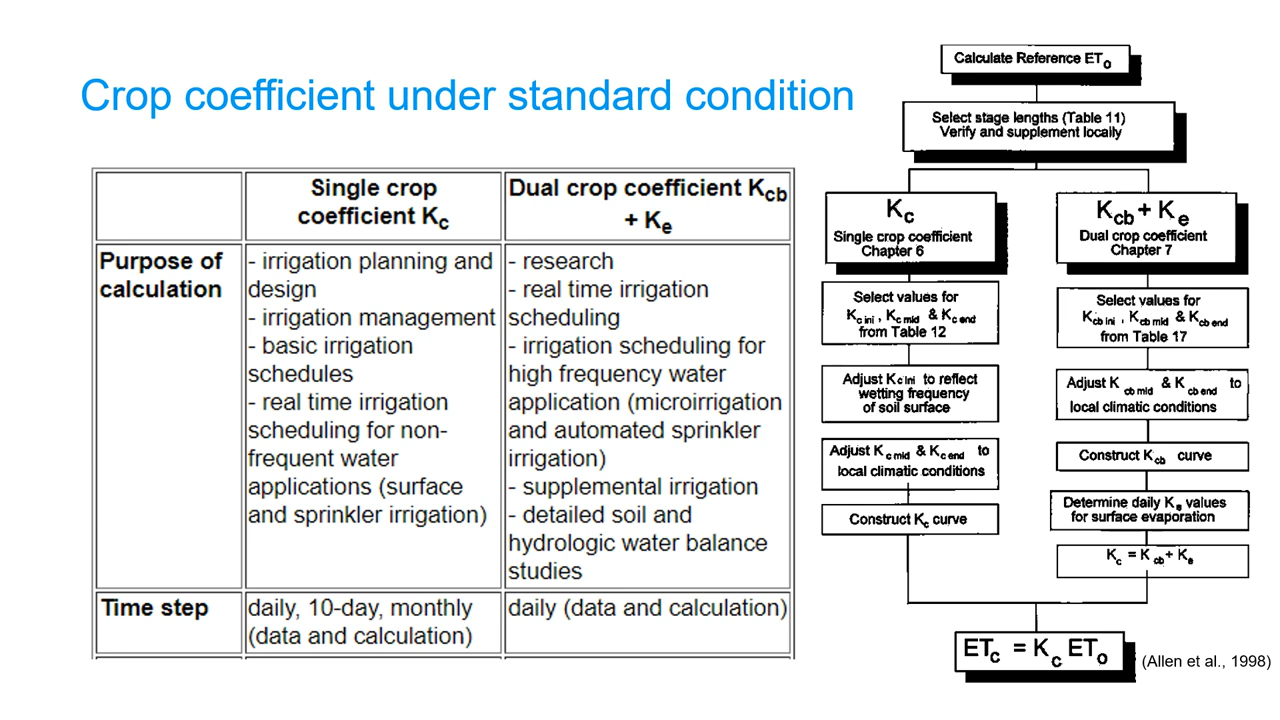 Crop coefficient under standard condition
Single crop
coefficient Kc
Dual crop coefficient Kcb
+ Ke
Purpose of
calculation
- irrigation planning and
design
- irrigation management
- basic irrigation
schedules
- real time irrigation
scheduling for non-
frequent water
applications (surface
and sprinkler irrigation)
- research
- real time irrigation
scheduling
- irrigation scheduling for
high frequency water
application (microirrigation
and automated sprinkler
irrigation)
- supplemental irrigation
- detailed soil and
hydrologic water balance
studies
Time step
daily, 10-day, monthly
(data and calculation)
daily (data and calculation)
Calculate Reference ETo
Select stage lengths (Table 11)
Verify and supplement locally
Kc
Single crop coefficient
Chapter 6
Select values for
Kc ini , Kc mid & Kc end
from Table 12
Adjust Kc ini to reflect
wetting frequency
of soil surface
Adjust Kc mid & Kc end to
local climatic conditions
Construct Kc curve
Kcb + Ke
Dual crop coefficient
Chapter 7
Select values for
Kcb ini , Kcb mid & Kcb end
from Table 17
Adjust K cb mid & K cb end to
local climatic conditions
Construct Kcb curve
Determine daily Ke values
for surface evaporation
Kc = Kcb + Ke
ETc = Kc ETo
(Allen et al., 1998)